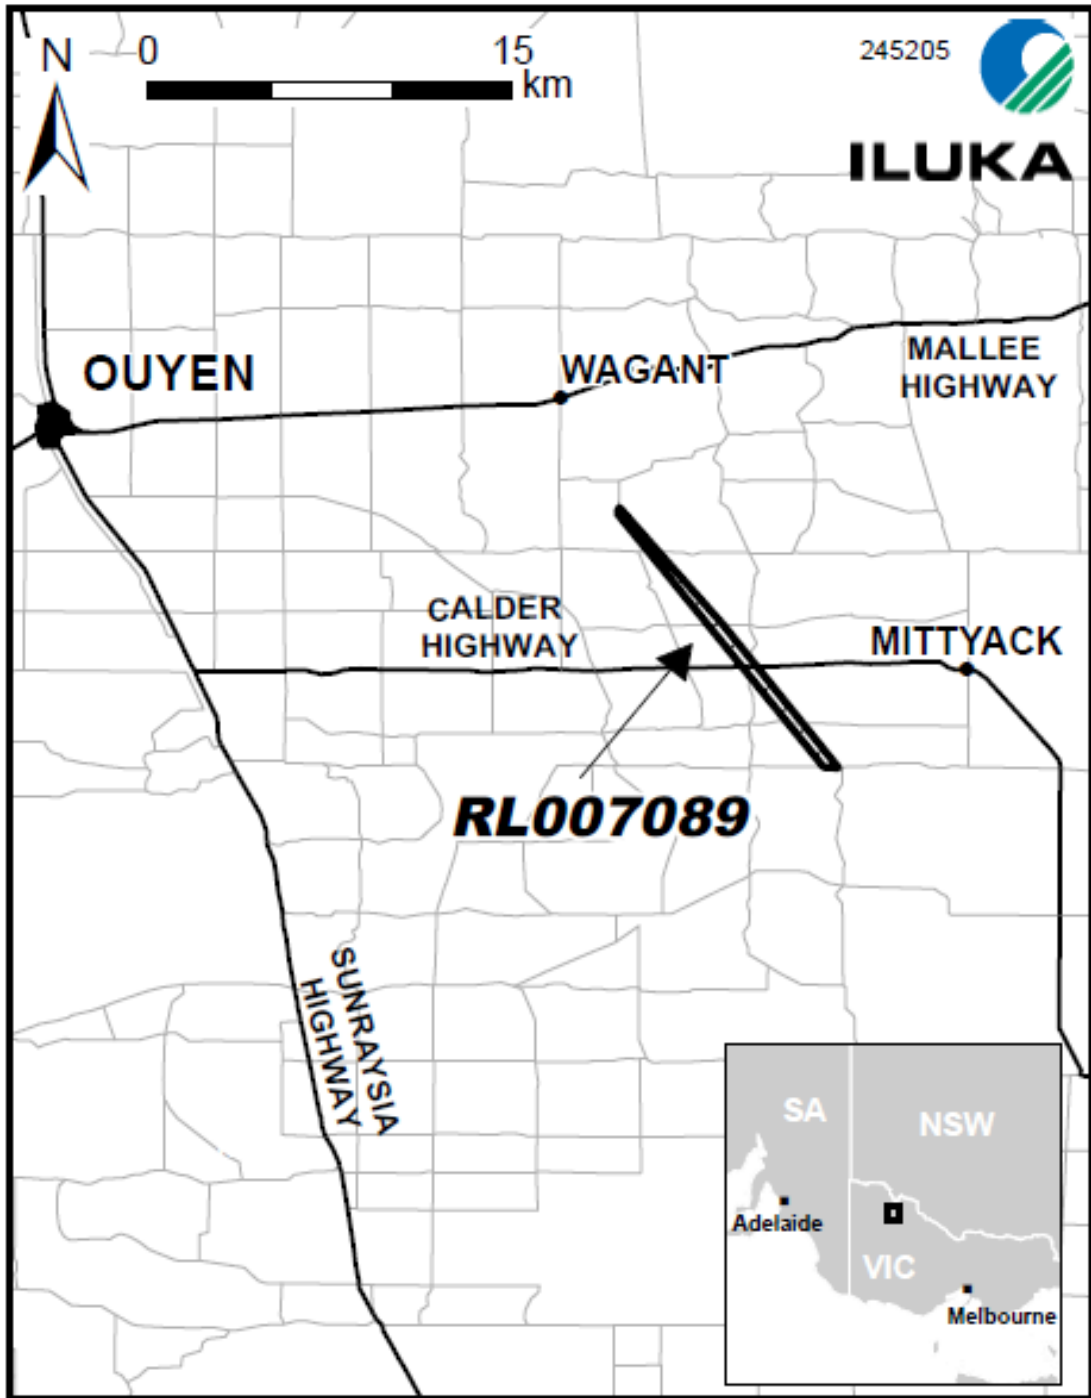 N
0
15
km
245205
ILUKA
OUYEN
WAGANT
MALLEE
HIGHWAY
CALDER
HIGHWAY
MITTYACK
RL007089
SUNRAYSIA
HIGHWAY
SA
NSW
Adelaide
VIC
Melbourne